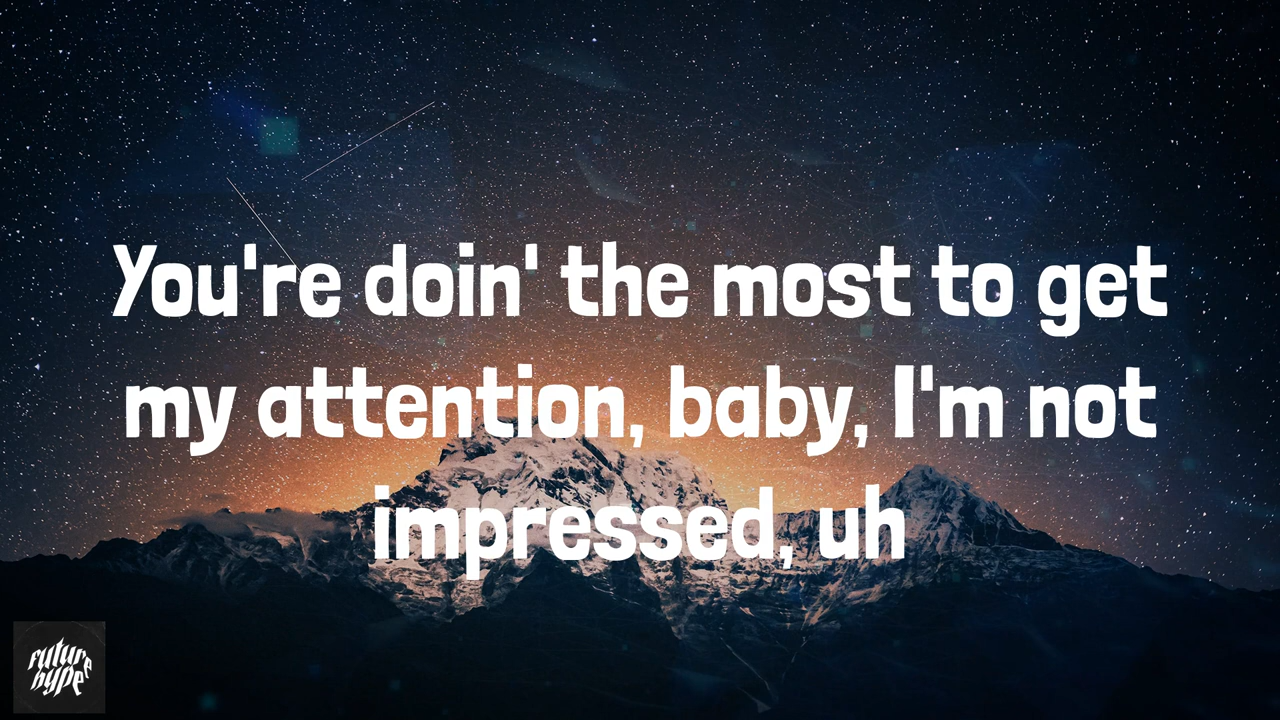 You're doin' the most to get
my attention, baby, I'm not
impressed, uh
future
hype